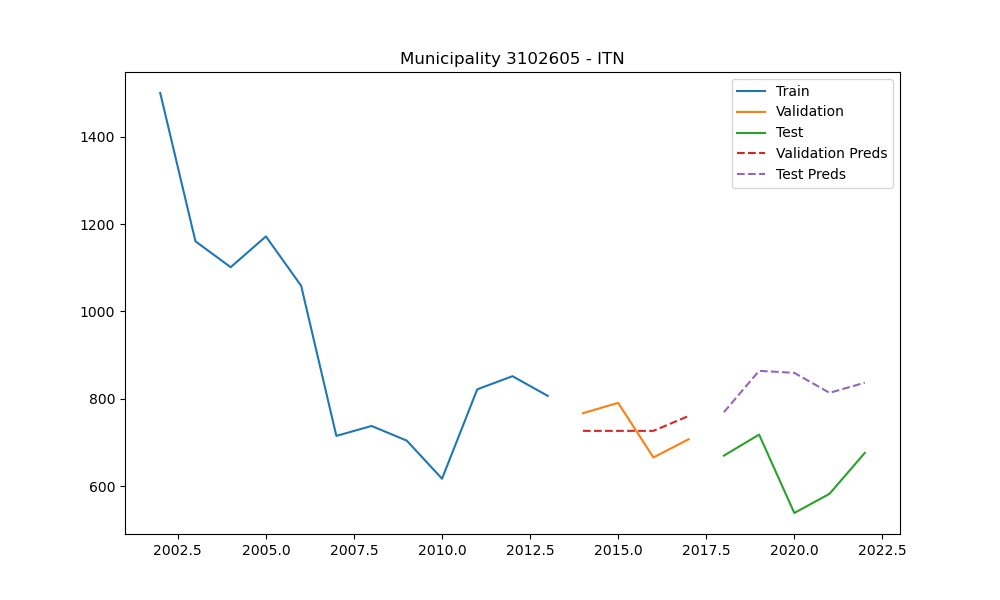 Municipality 3102605 - ITN
Train
Validation
Test
Validation Preds
Test Preds
1400
1200
1000
800
600
2002.5 2005.0 2007.5 2010.0 2012.5 2015.0 2017.5 2020.0 2022.5